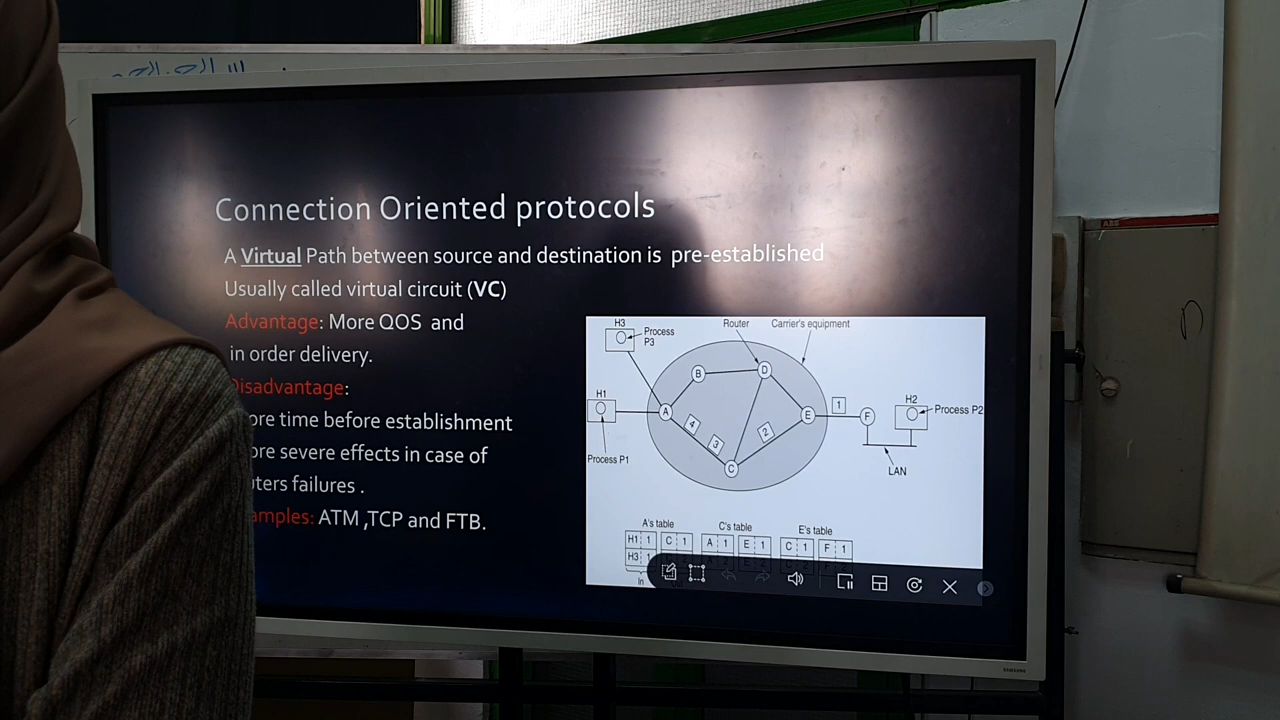 Connection Oriented protocols
A Virtual Path between source and destination is pre-established
Usually called virtual circuit (VC)
Advantage: More QOS and
in order delivery.
Disadvantage:
ore time before establishment
ore severe effects in case of
uters failures .
amples: ATM ,TCP and FTB.
H3
Process
P3
Router
Carrier's equipment
B
D
H1
A
E
1
F
H2
Process P2
4
3
2
C
Process P1
LAN
A's table
C's table
E's table
H1 1
C 1
A 1
E 1
C 1
F 1
H3 1
In
SAMSUNG
ABB